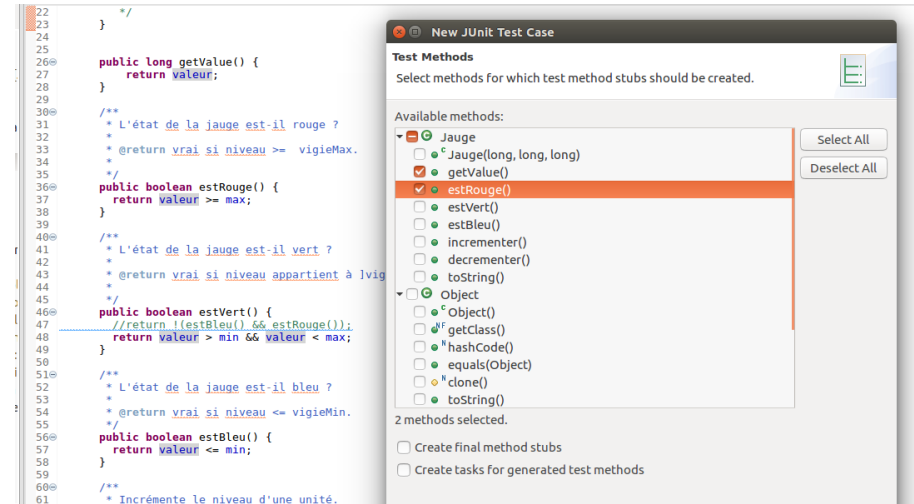 22 */
23 }
24
25
26 public long getValue() {
27 return valeur;
28 }
29
30 /**
31 * L'état de la jauge est-il rouge ?
32 *
33 * @return vrai si niveau >= vigieMax.
34 *
35 */
36 public boolean estRouge() {
37 return valeur >= max;
38 }
39
40 /**
41 * L'état de la jauge est-il vert ?
42 *
43 * @return vrai si niveau appartient à ]vig
44 *
45 */
46 public boolean estVert() {
47 //return !(estBleu() && estRouge());
48 return valeur > min && valeur < max;
49 }
50
51 /**
52 * L'état de la jauge est-il bleu ?
53 *
54 * @return vrai si niveau <= vigieMin.
55 */
56 public boolean estBleu() {
57 return valeur <= min;
58 }
59
60 /**
61 * Incrémente le niveau d'une unité.
New JUnit Test Case
Test Methods
Select methods for which test method stubs should be created.
Available methods:
C Jauge
C Jauge(long, long, long)
getValue()
estRouge()
estVert()
estBleu()
incrementer()
decrementer()
toString()
C Object
C Object()
NF getClass()
N hashCode()
equals(Object)
N clone()
toString()
Select All
Deselect All
2 methods selected.
Create final method stubs
Create tasks for generated test methods